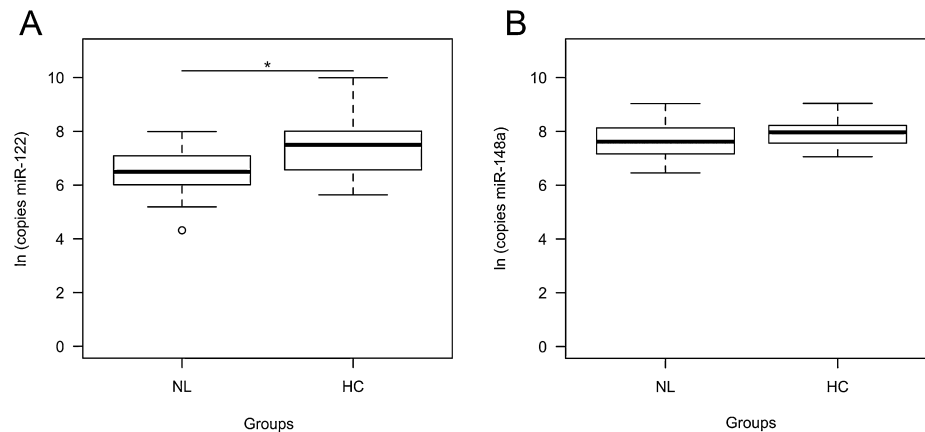 A
ln (copies miR-122)
10
8
6
4
2
0
*
NL
HC
Groups
B
ln (copies miR-148a)
10
8
6
4
2
0
NL
HC
Groups